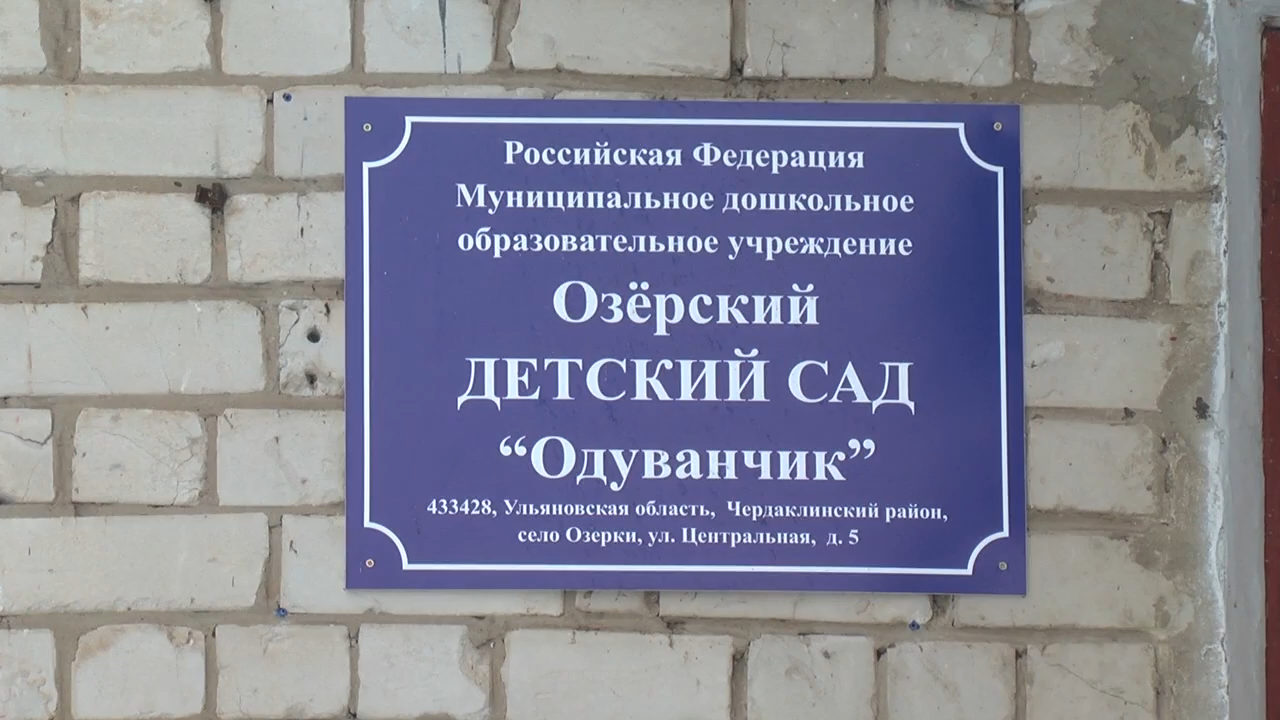 Российская Федерация
Муниципальное дошкольное
образовательное учреждение
Озёрский
ДЕТСКИЙ САД
“Одуванчик”
433428, Ульяновская область, Чердаклинский район,
село Озерки, ул. Центральная, д. 5